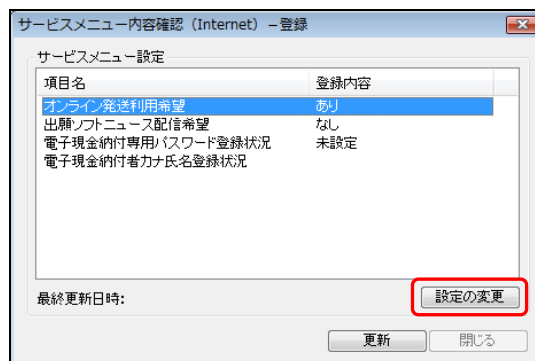 サービスメニュー内容確認（Internet）－登録
サービスメニュー設定
項目名 登録内容
オンライン発送利用希望 あり
出願ソフトニュース配信希望 なし
電子現金納付専用パスワード登録状況 未設定
電子現金納付者カナ氏名登録状況
最終更新日時: 設定の変更
更新 閉じる